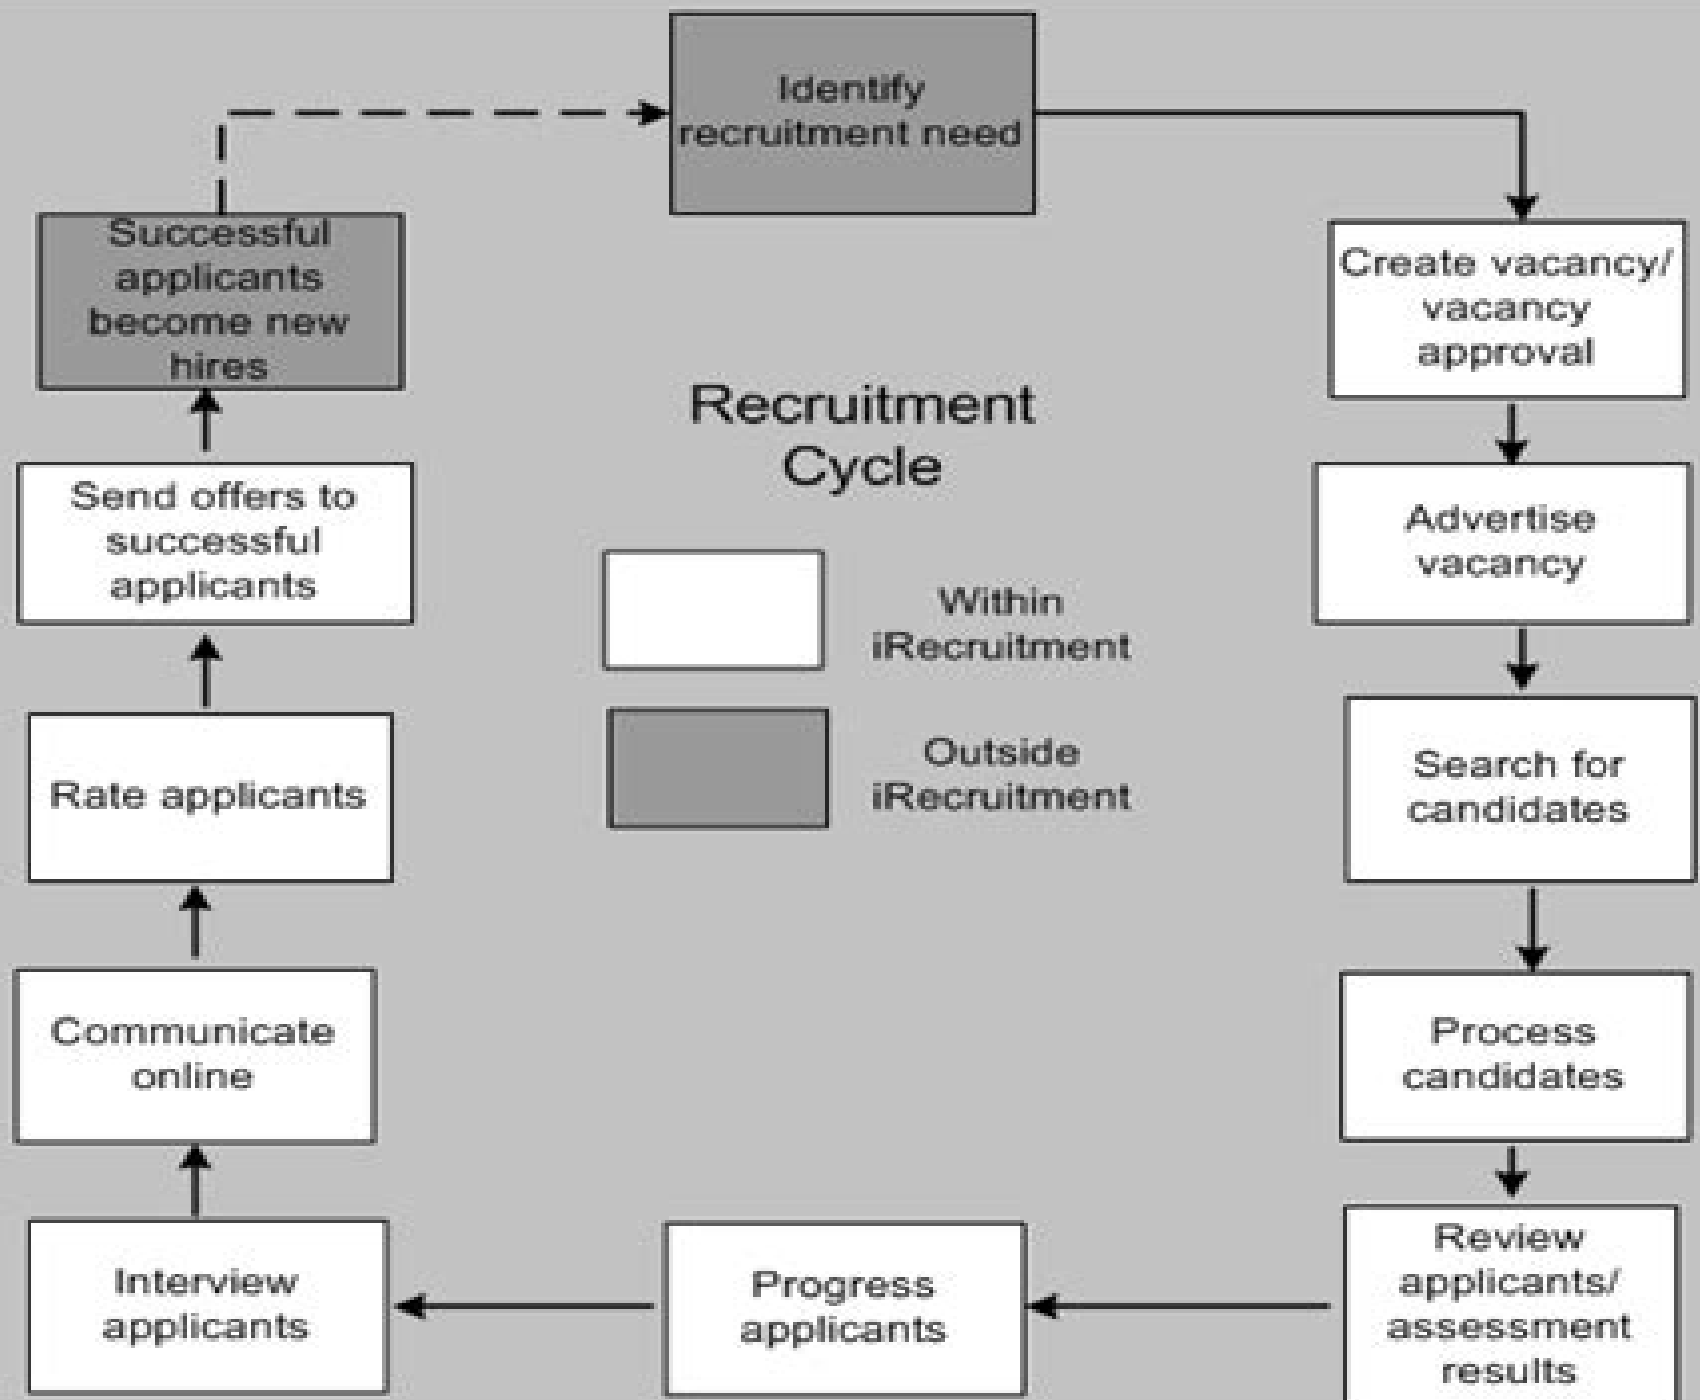 Identify
recruitment need
Successful
applicants
become new
hires
Create vacancy/
vacancy
approval
Recruitment
Cycle
Send offers to
successful
applicants
Advertise
vacancy
Within
iRecruitment
Rate applicants
Outside
iRecruitment
Search for
candidates
Communicate
online
Process
candidates
Interview
applicants
Progress
applicants
Review
applicants/
assessment
results